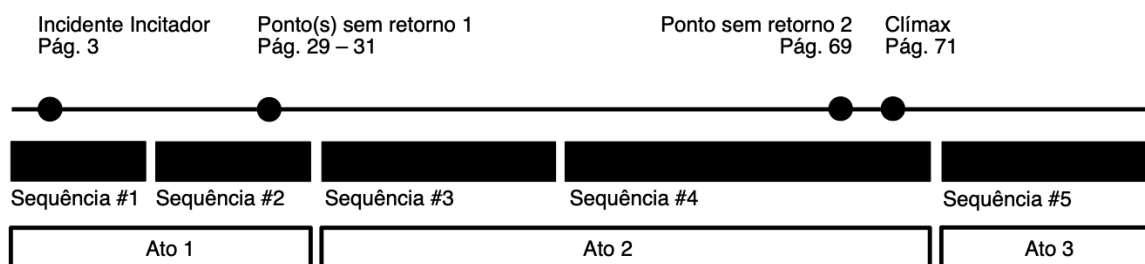 Incidente Incitador
Pág. 3
Ponto(s) sem retorno 1
Pág. 29 – 31
Ponto sem retorno 2
Pág. 69
Clímax
Pág. 71
Sequência #1
Sequência #2
Sequência #3
Sequência #4
Sequência #5
Ato 1
Ato 2
Ato 3